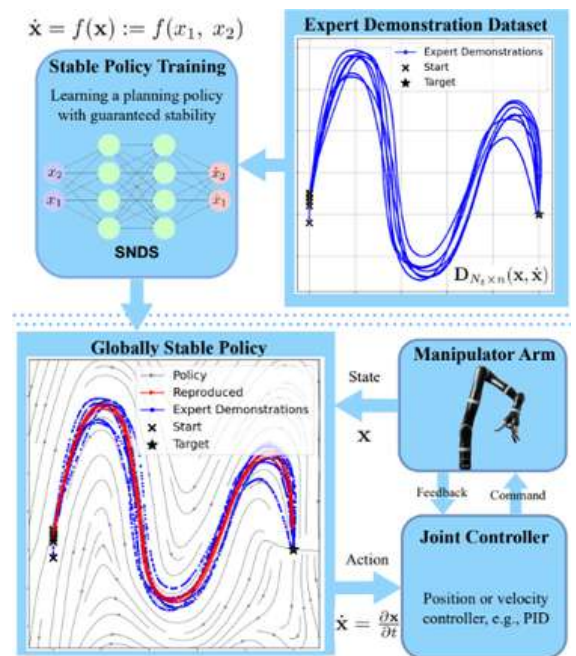 ẋ = f(x) := f(x₁, x₂)
Stable Policy Training
Learning a planning policy
with guaranteed stability
x₂
ẋ₂
x₁
ẋ₁
SNDS
Expert Demonstration Dataset
Expert Demonstrations
Start
Target
D_{Nₜ×n}(x, ẋ)
Globally Stable Policy
Policy
Reproduced
Expert Demonstrations
Start
Target
State
x
Manipulator Arm
Feedback
Command
Action
ẋ = ∂x/∂t
Joint Controller
Position or velocity
controller, e.g., PID